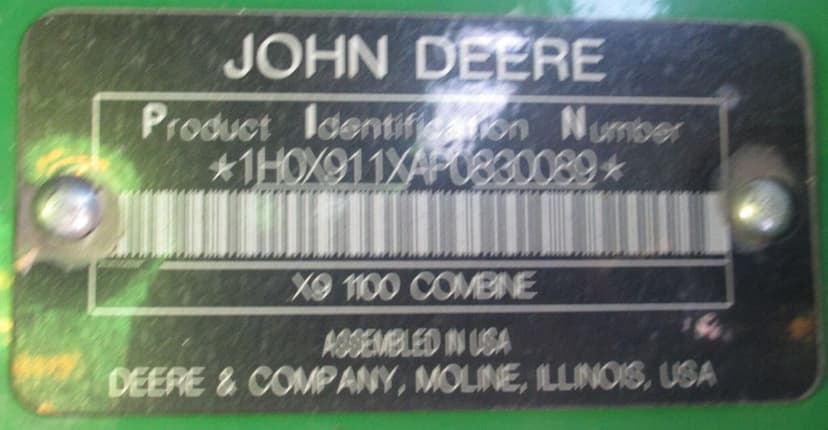 JOHN DEERE
Product Identification Number
*1H0X911XAP0830089*
X9 1100 COMBINE
ASSEMBLED IN USA
DEERE & COMPANY, MOLINE, ILLINOIS, USA